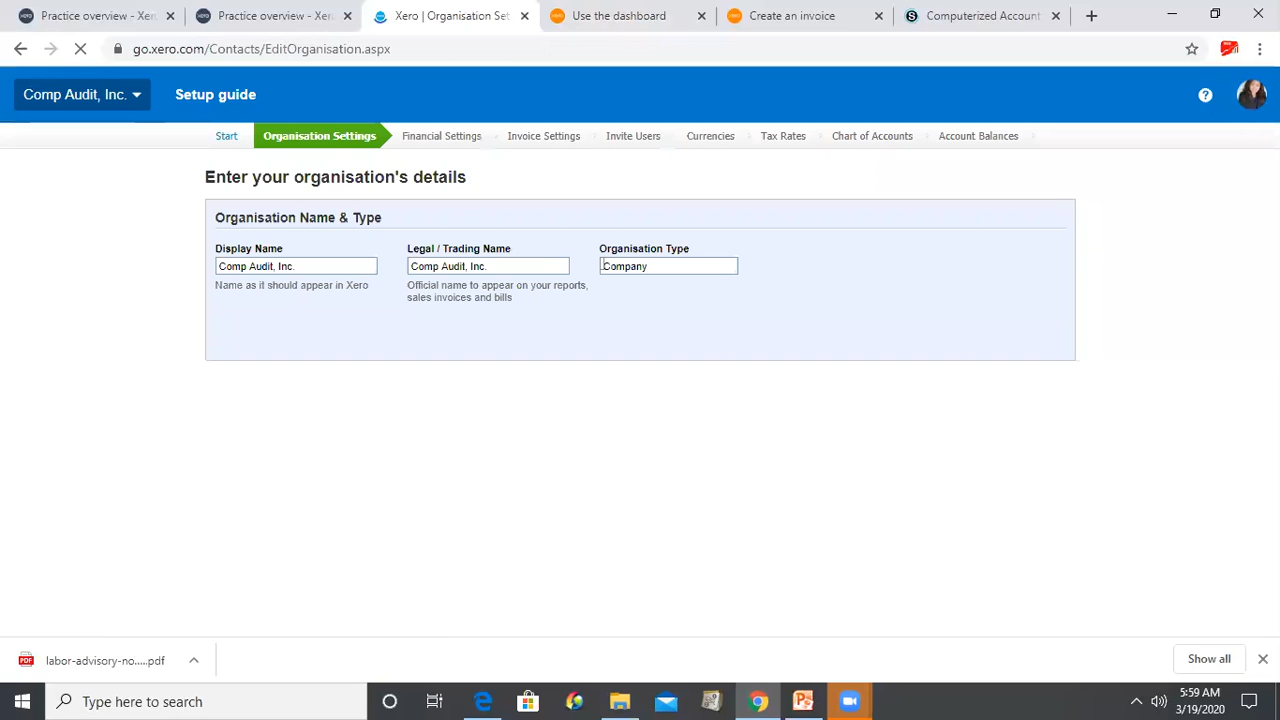 Practice overview - Xero
Practice overview - Xero
Xero | Organisation Set
Use the dashboard
Create an invoice
Computerized Account
go.xero.com/Contacts/EditOrganisation.aspx
Comp Audit, Inc.
Setup guide
Start
Organisation Settings
Financial Settings
Invoice Settings
Invite Users
Currencies
Tax Rates
Chart of Accounts
Account Balances
Enter your organisation's details
Organisation Name & Type
Display Name
Legal / Trading Name
Organisation Type
Comp Audit, Inc.
Comp Audit, Inc.
Company
Name as it should appear in Xero
Official name to appear on your reports,
sales invoices and bills
labor-advisory-no.....pdf
Show all
Type here to search
5:59 AM
3/19/2020